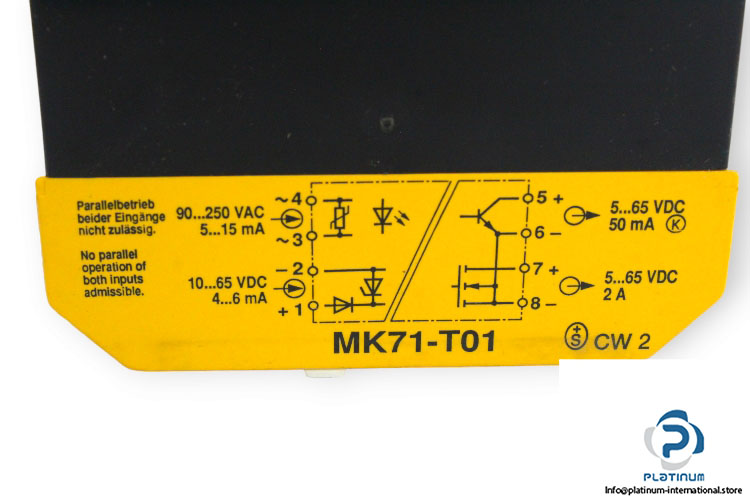 Parallelbetrieb
beider Eingänge
nicht zulässig.
No parallel
operation of
both inputs
admissible.
90...250 VAC
5...15 mA
10...65 VDC
4...6 mA
~4
~3
- 2
+ 1
5 +
6 -
7 +
8 -
5...65 VDC
50 mA K
5...65 VDC
2 A
MK71-T01
+S CW 2
P
PLATINUM
Info@platinum-international.store